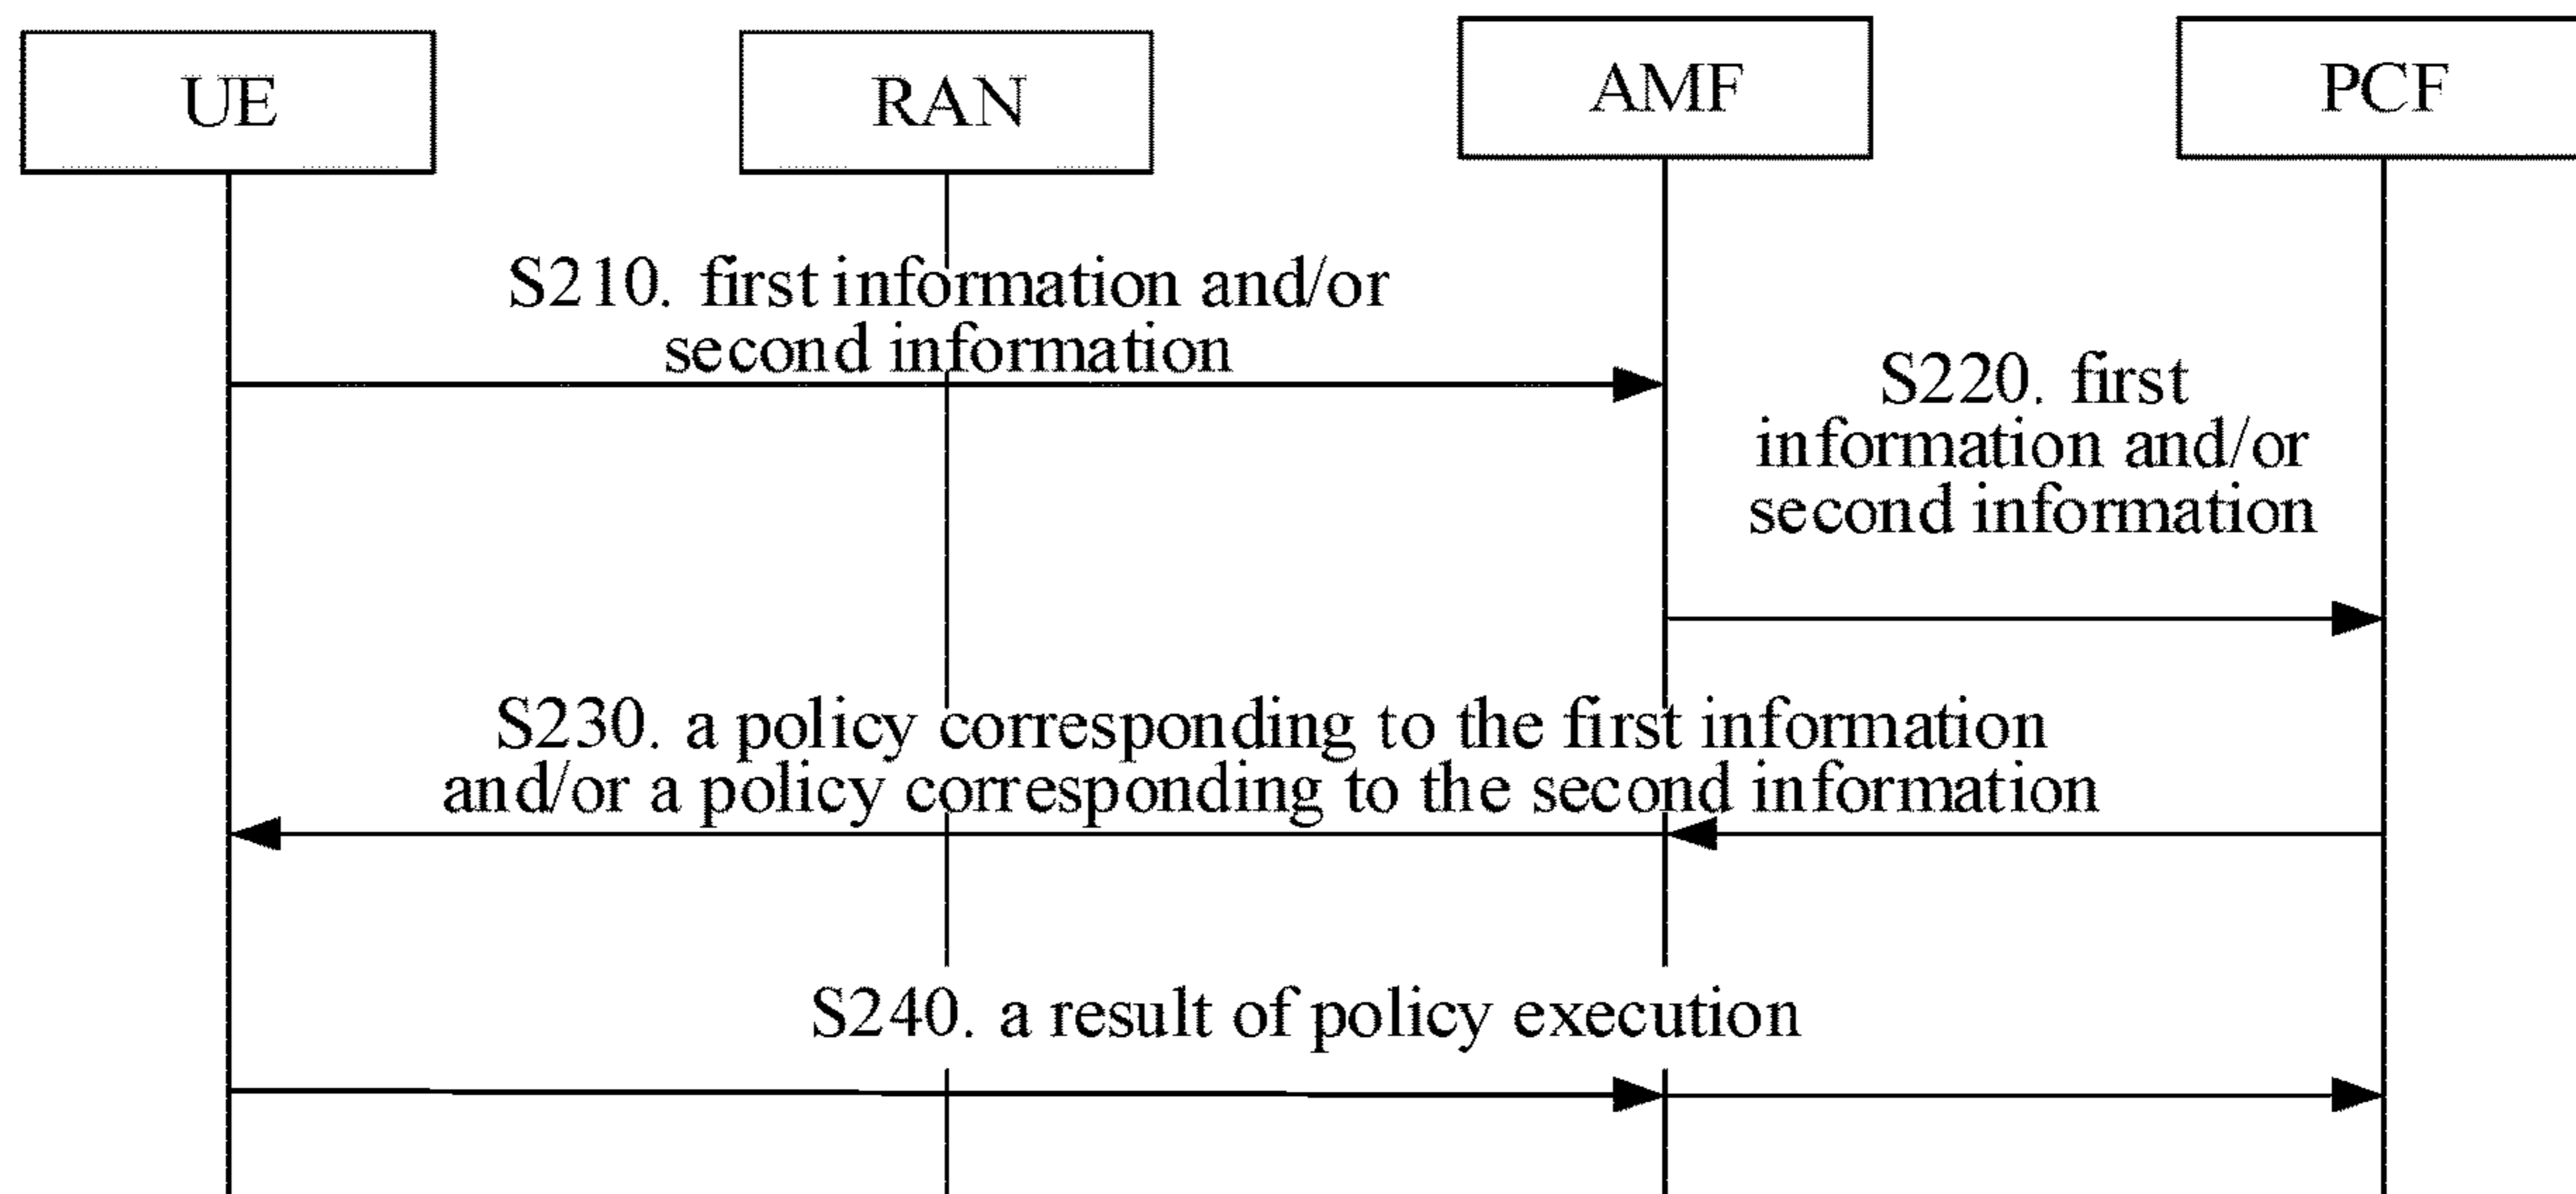 UE
RAN
AMF
PCF
S210. first information and/or
second information
S220. first
information and/or
second information
S230. a policy corresponding to the first information
and/or a policy corresponding to the second information
S240. a result of policy execution